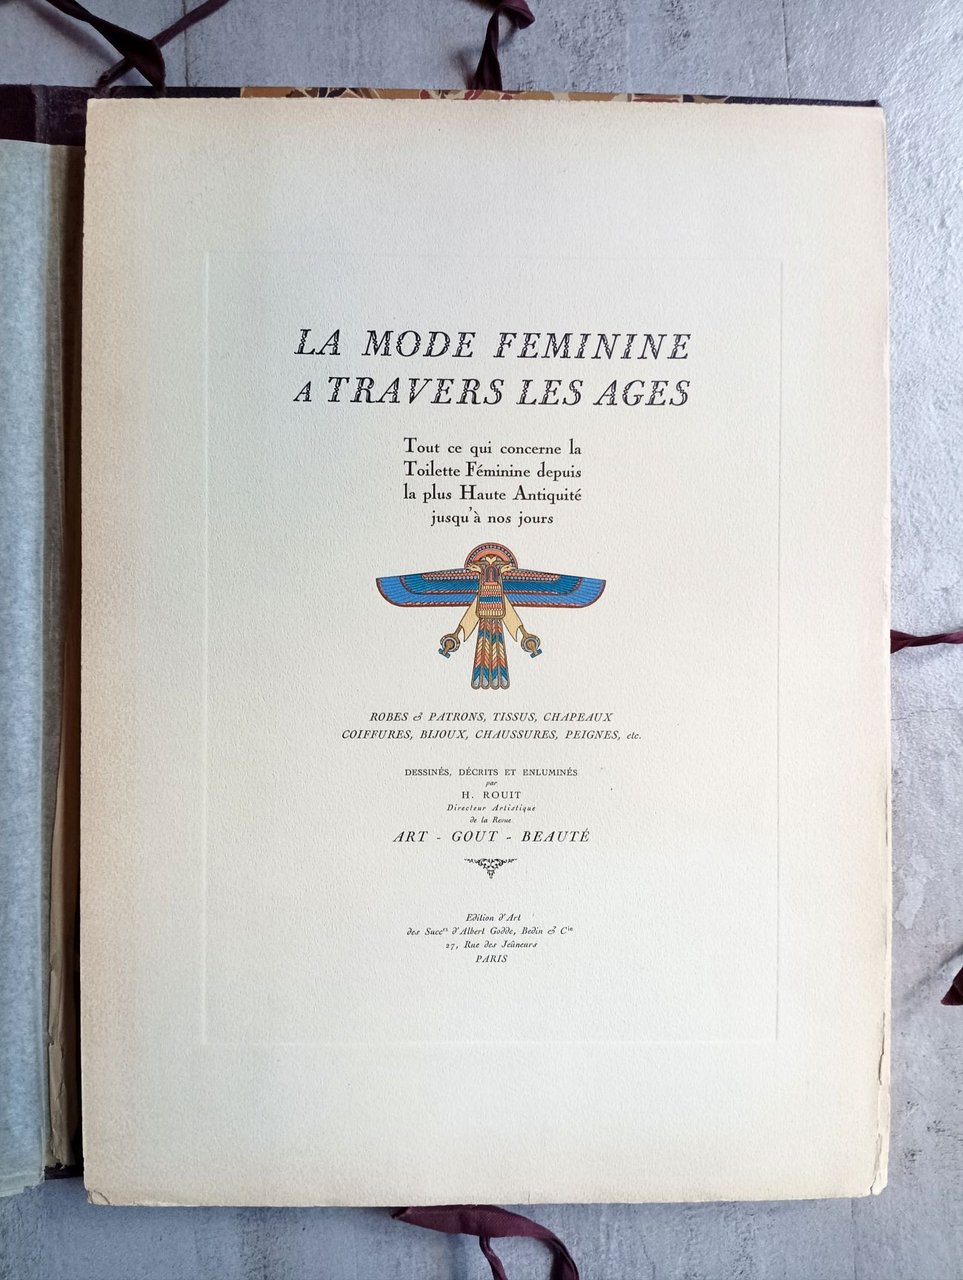 LA MODE FEMININE
A TRAVERS LES AGES
Tout ce qui concerne la
Toilette Féminine depuis
la plus Haute Antiquité
jusqu'à nos jours
ROBES & PATRONS, TISSUS, CHAPEAUX
COIFFURES, BIJOUX, CHAUSSURES, PEIGNES, etc.
DESSINÉS, DÉCRITS ET ENLUMINÉS
par
H. ROUIT
Directeur Artistique
de la Revue
ART - GOUT - BEAUTÉ
Edition d'Art
des Succrs d'Albert Godde, Bedin & Cie
27, Rue des Jeûneurs
PARIS